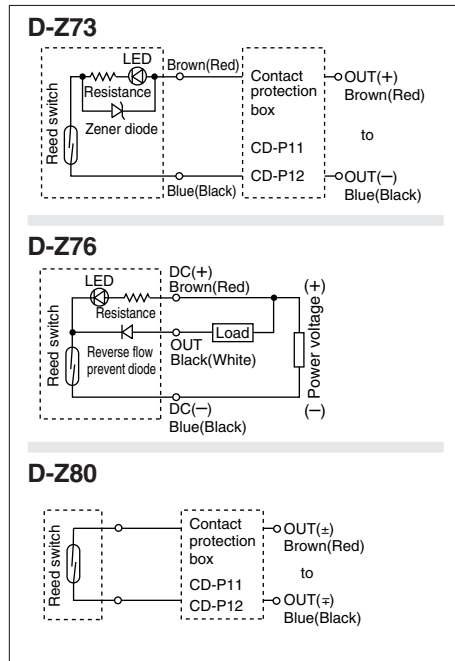 D-Z73
LED
Brown(Red)
Resistance
Zener diode
Reed switch
Blue(Black)
Contact
protection
box
CD-P11
CD-P12
OUT(+)
Brown(Red)
to
OUT(−)
Blue(Black)
D-Z76
LED
DC(+)
Brown(Red)
Resistance
Reed switch
Reverse flow
prevent diode
OUT
Black(White)
Load
DC(−)
Blue(Black)
(+)
Power voltage
(−)
D-Z80
Reed switch
Contact
protection
box
CD-P11
CD-P12
OUT(±)
Brown(Red)
to
OUT(∓)
Blue(Black)